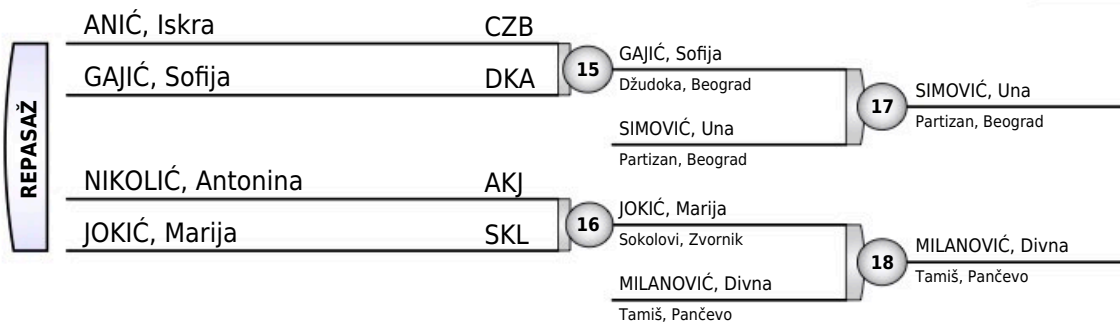 REPASAŽ
ANIĆ, Iskra CZB
GAJIĆ, Sofija DKA
15
GAJIĆ, Sofija
Džudoka, Beograd
SIMOVIĆ, Una
Partizan, Beograd
17
SIMOVIĆ, Una
Partizan, Beograd
NIKOLIĆ, Antonina AKJ
JOKIĆ, Marija SKL
16
JOKIĆ, Marija
Sokolovi, Zvornik
MILANOVIĆ, Divna
Tamiš, Pančevo
18
MILANOVIĆ, Divna
Tamiš, Pančevo